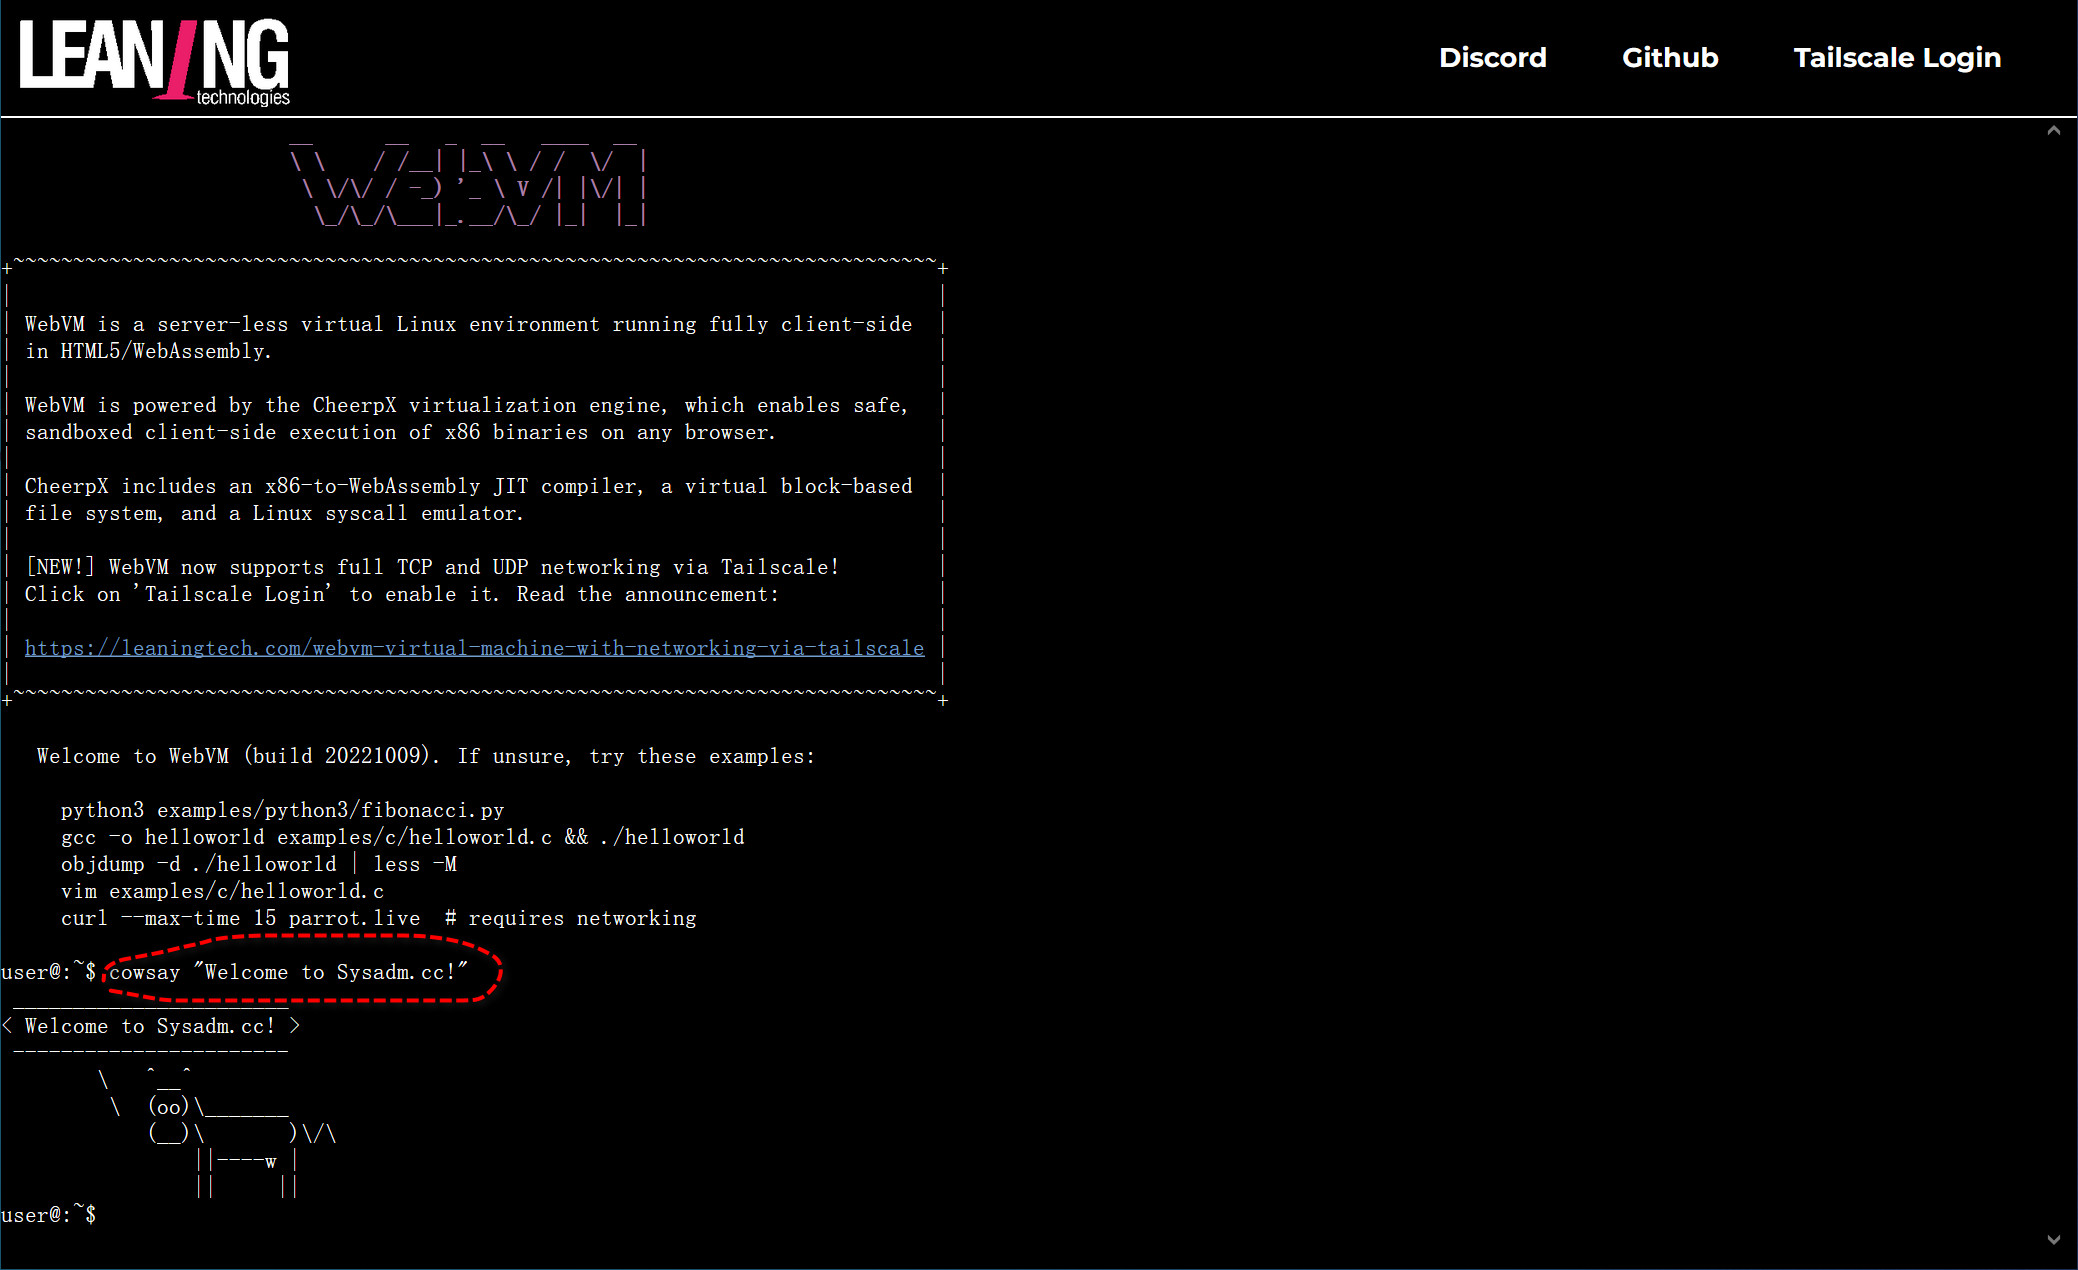 LEANING
technologies
Discord Github Tailscale Login
WebVM
WebVM is a server-less virtual Linux environment running fully client-side
in HTML5/WebAssembly.
WebVM is powered by the CheerpX virtualization engine, which enables safe,
sandboxed client-side execution of x86 binaries on any browser.
CheerpX includes an x86-to-WebAssembly JIT compiler, a virtual block-based
file system, and a Linux syscall emulator.
[NEW!] WebVM now supports full TCP and UDP networking via Tailscale!
Click on 'Tailscale Login' to enable it. Read the announcement:
https://leaningtech.com/webvm-virtual-machine-with-networking-via-tailscale
Welcome to WebVM (build 20221009). If unsure, try these examples:
python3 examples/python3/fibonacci.py
gcc -o helloworld examples/c/helloworld.c && ./helloworld
objdump -d ./helloworld | less -M
vim examples/c/helloworld.c
curl --max-time 15 parrot.live  # requires networking
user@:~$ cowsay "Welcome to Sysadm.cc!"
< Welcome to Sysadm.cc! >
\   ^__^
\  (oo)\_______
(__)\       )\/\
||----w |
||     ||
user@:~$